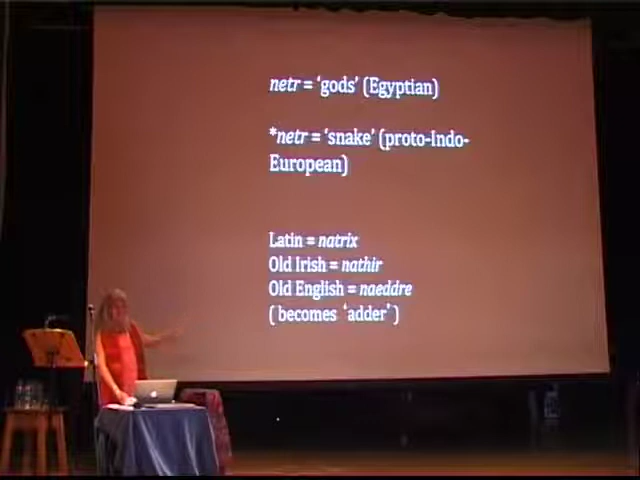 netr = ‘gods’ (Egyptian)
*netr = ‘snake’ (proto-Indo-
European)
Latin = natrix
Old Irish = nathir
Old English = naeddre
( becomes ‘adder’ )